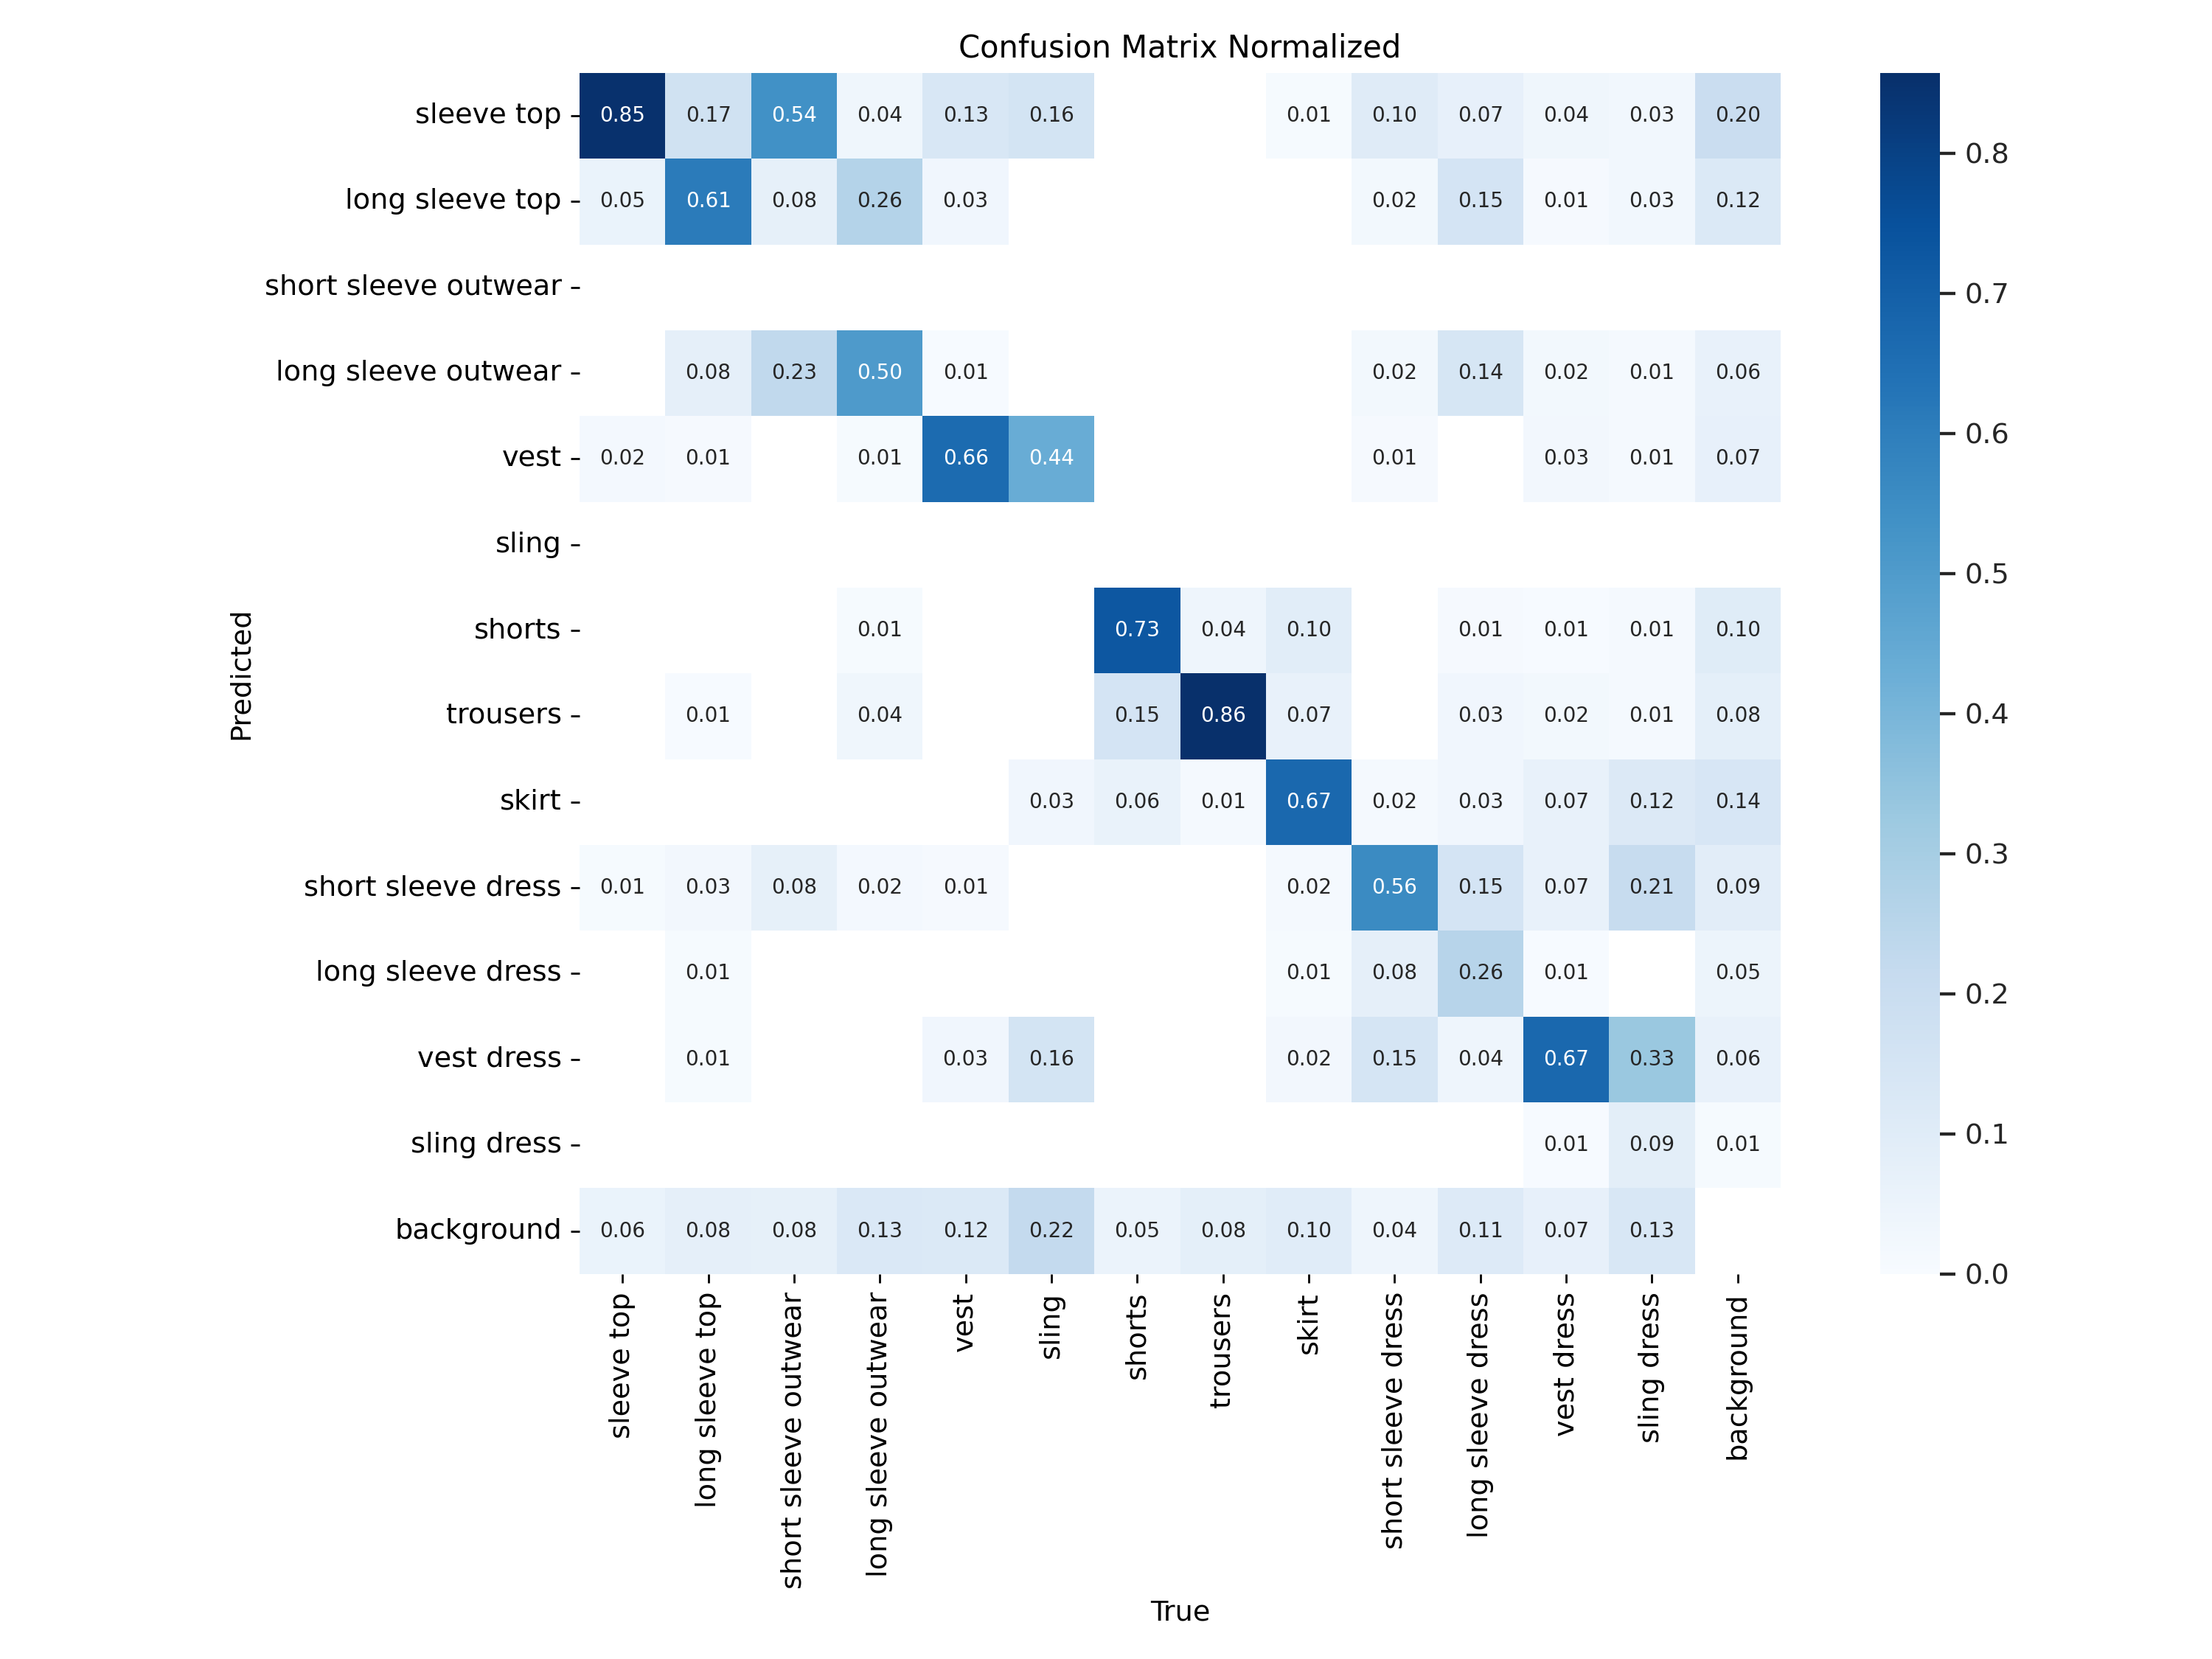 Confusion Matrix Normalized
sleeve top 0.85 0.17 0.54 0.04 0.13 0.16 0.01 0.10 0.07 0.04 0.03 0.20
long sleeve top 0.05 0.61 0.08 0.26 0.03 0.02 0.15 0.01 0.03 0.12
short sleeve outwear
long sleeve outwear 0.08 0.23 0.50 0.01 0.02 0.14 0.02 0.01 0.06
vest 0.02 0.01 0.01 0.66 0.44 0.01 0.03 0.01 0.07
sling
shorts 0.01 0.73 0.04 0.10 0.01 0.01 0.01 0.10
trousers 0.01 0.04 0.15 0.86 0.07 0.03 0.02 0.01 0.08
skirt 0.03 0.06 0.01 0.67 0.02 0.03 0.07 0.12 0.14
short sleeve dress 0.01 0.03 0.08 0.02 0.01 0.02 0.56 0.15 0.07 0.21 0.09
long sleeve dress 0.01 0.01 0.08 0.26 0.01 0.05
vest dress 0.01 0.03 0.16 0.02 0.15 0.04 0.67 0.33 0.06
sling dress 0.01 0.09 0.01
background 0.06 0.08 0.08 0.13 0.12 0.22 0.05 0.08 0.10 0.04 0.11 0.07 0.13
Predicted
sleeve top
long sleeve top
short sleeve outwear
long sleeve outwear
vest
sling
shorts
trousers
skirt
short sleeve dress
long sleeve dress
vest dress
sling dress
background
True
0.8
0.7
0.6
0.5
0.4
0.3
0.2
0.1
0.0